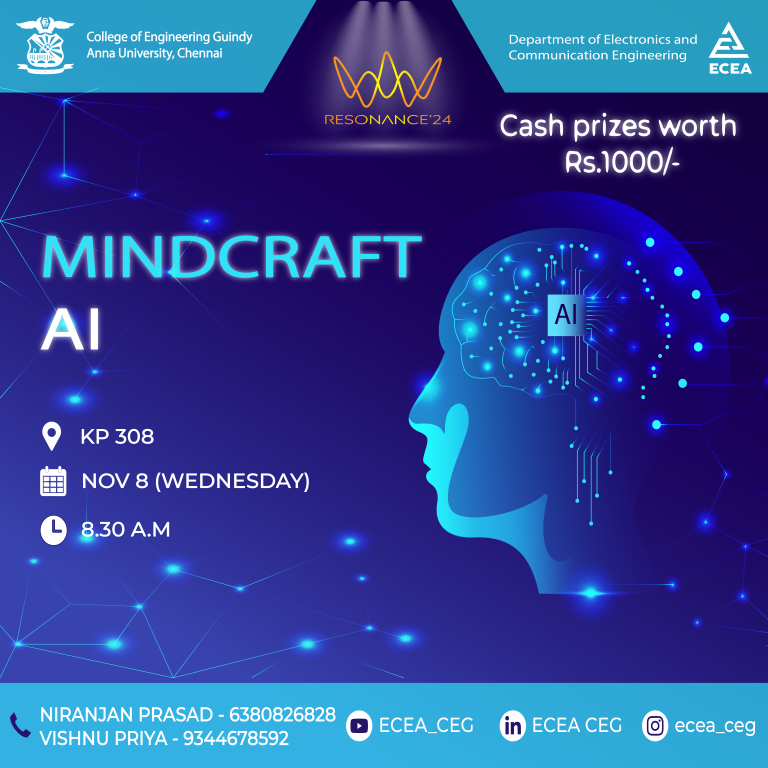 College of Engineering Guindy
Anna University, Chennai
RESONANCE'24
Department of Electronics and
Communication Engineering
ECEA
Cash prizes worth
Rs.1000/-
MINDCRAFT
AI
AI
KP 308
NOV 8 (WEDNESDAY)
8.30 A.M
NIRANJAN PRASAD - 6380826828
VISHNU PRIYA - 9344678592
ECEA_CEG
in
ECEA CEG
ecea_ceg